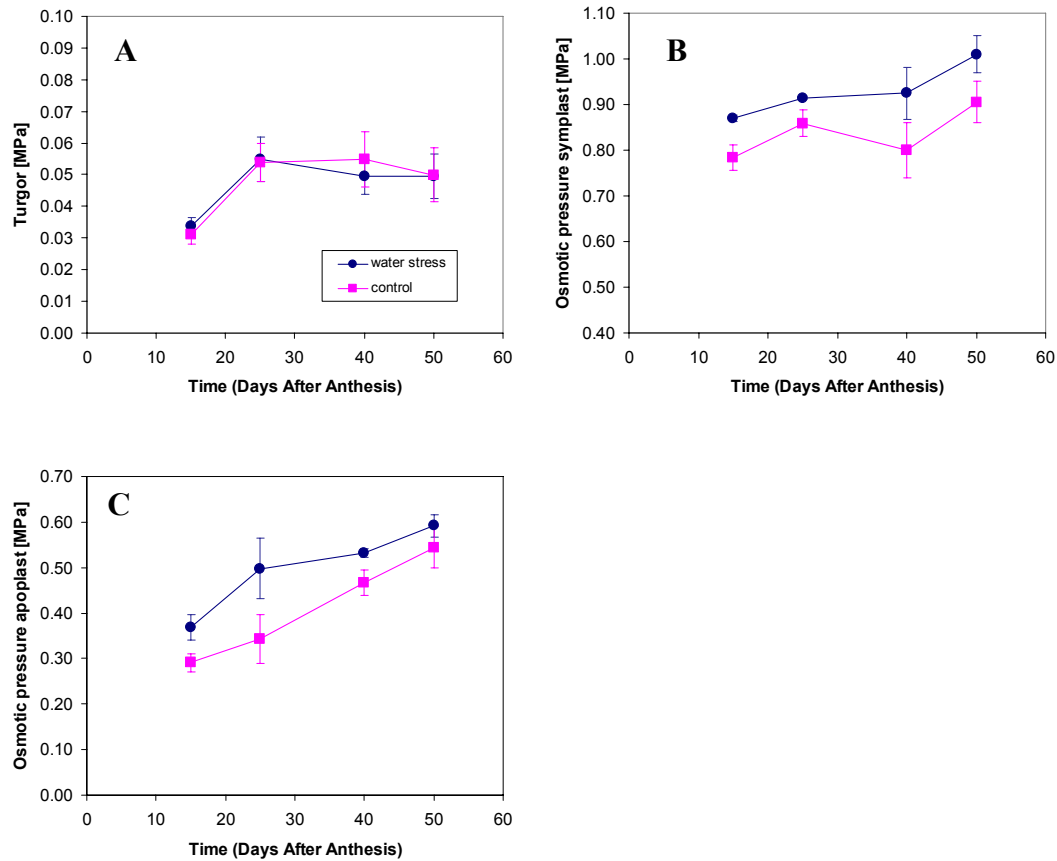 A
Turgor [MPa]
0.10
0.09
0.08
0.07
0.06
0.05
0.04
0.03
0.02
0.01
0.00
water stress
control
0 10 20 30 40 50 60
Time (Days After Anthesis)
B
Osmotic pressure symplast [MPa]
1.10
1.00
0.90
0.80
0.70
0.60
0.50
0.40
0 10 20 30 40 50 60
Time (Days After Anthesis)
C
Osmotic pressure apoplast [MPa]
0.70
0.60
0.50
0.40
0.30
0.20
0.10
0.00
0 10 20 30 40 50 60
Time (Days After Anthesis)